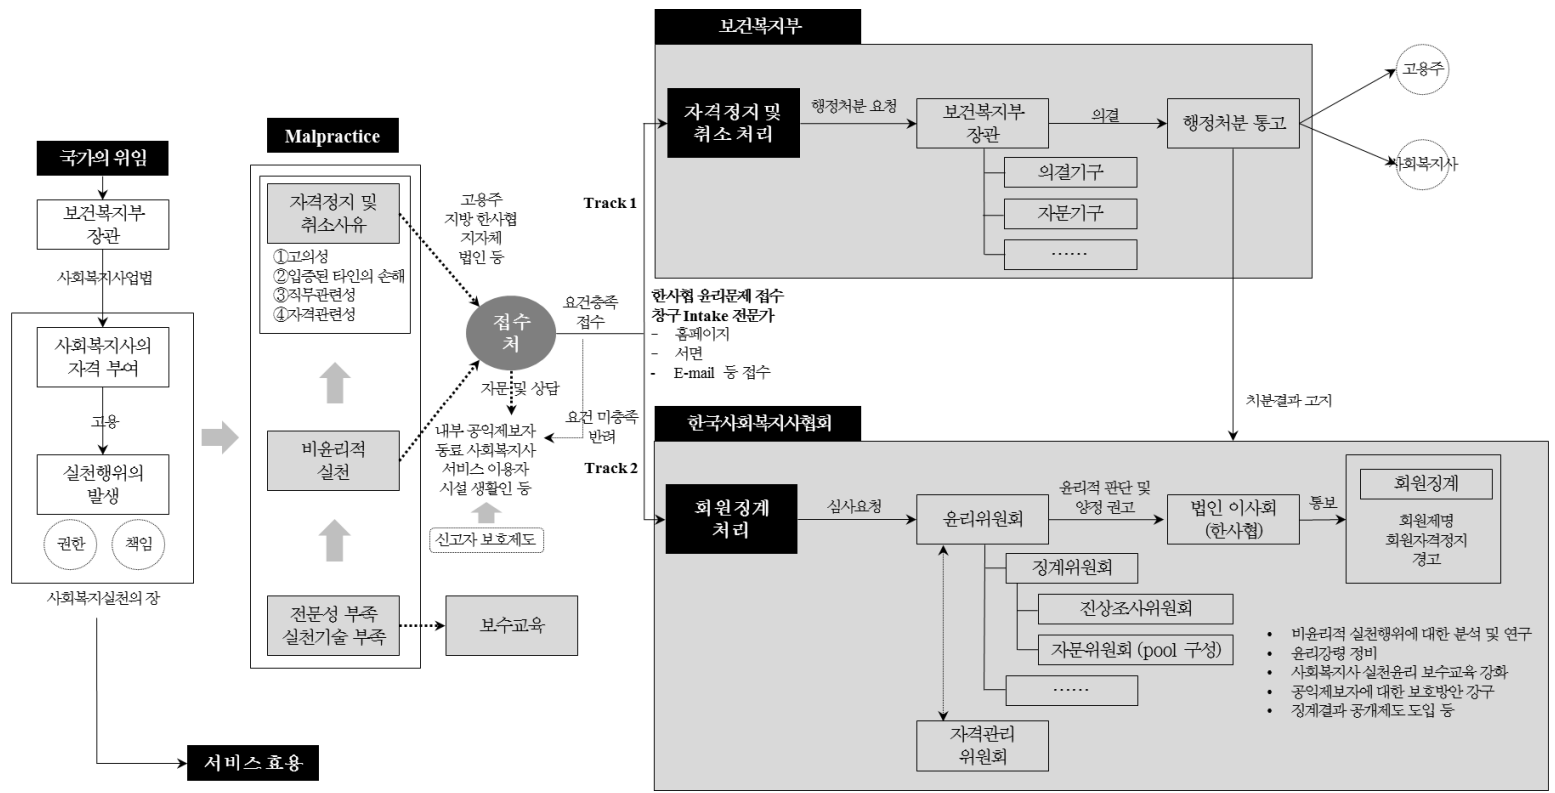 국가의 위임
보건복지부
장관
사회복지사업법
사회복지사의
자격 부여
고용
실천행위의
발생
권한
책임
사회복지실천의 장
서비스 효용
Malpractice
자격정지 및
취소사유
①고의성
②입증된 타인의 손해
③직무관련성
④자격관련성
비윤리적
실천
전문성 부족
실천기술 부족
보수교육
고용주
지방 한사협
지자체
법인 등
접수
처
자문 및 상담
내부 공익제보자
동료 사회복지사
서비스 이용자
시설 생활인 등
신고자 보호제도
요건충족
접수
요건 미충족
반려
Track 1
Track 2
한사협 윤리문제 접수
창구 Intake 전문가
- 홈페이지
- 서면
- E-mail 등 접수
보건복지부
자격정지 및
취소 처리
행정처분 요청
보건복지부
장관
의결기구
자문기구
……
의결
행정처분 통고
고용주
사회복지사
처분결과 고지
한국사회복지사협회
회원징계
처리
심사요청
윤리위원회
징계위원회
진상조사위원회
자문위원회 (pool 구성)
……
자격관리
위원회
윤리적 판단 및
양정 권고
법인 이사회
(한사협)
통보
회원징계
회원제명
회원자격정지
경고
• 비윤리적 실천행위에 대한 분석 및 연구
• 윤리강령 정비
• 사회복지사 실천윤리 보수교육 강화
• 공익제보자에 대한 보호방안 강구
• 징계결과 공개제도 도입 등